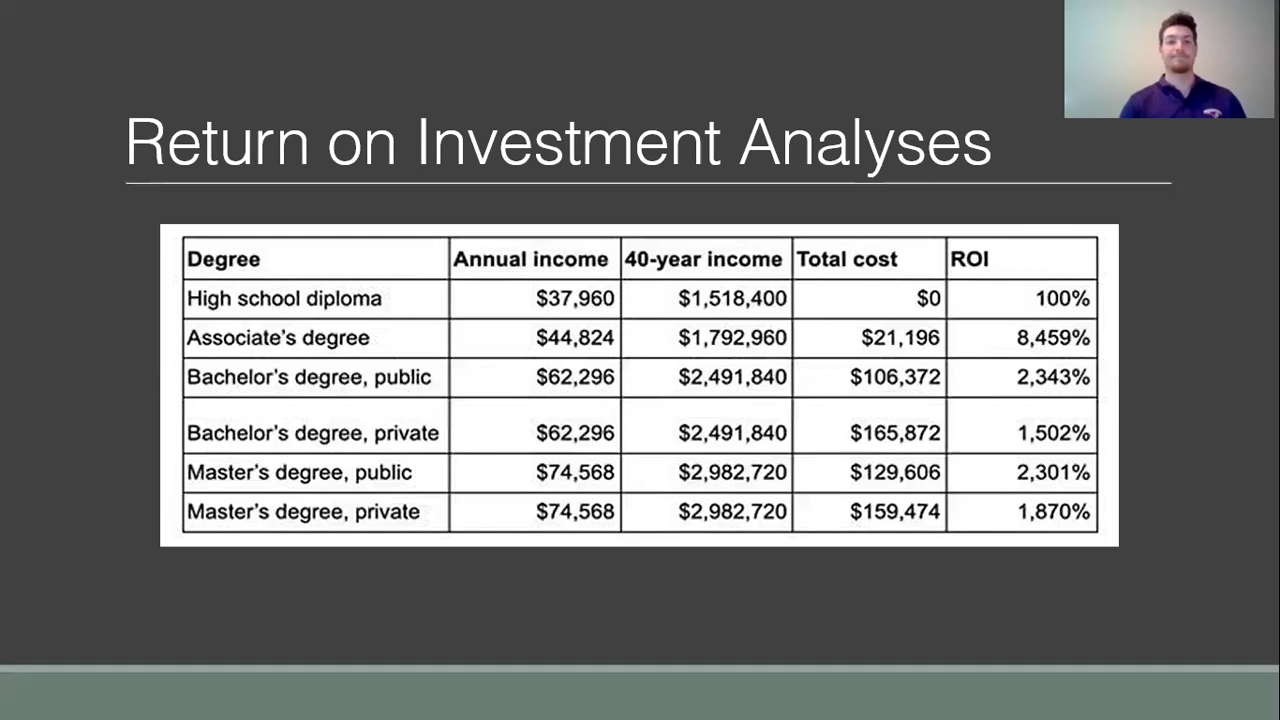 Return on Investment Analyses
Degree Annual income 40-year income Total cost ROI
High school diploma $37,960 $1,518,400 $0 100%
Associate's degree $44,824 $1,792,960 $21,196 8,459%
Bachelor's degree, public $62,296 $2,491,840 $106,372 2,343%
Bachelor's degree, private $62,296 $2,491,840 $165,872 1,502%
Master's degree, public $74,568 $2,982,720 $129,606 2,301%
Master's degree, private $74,568 $2,982,720 $159,474 1,870%